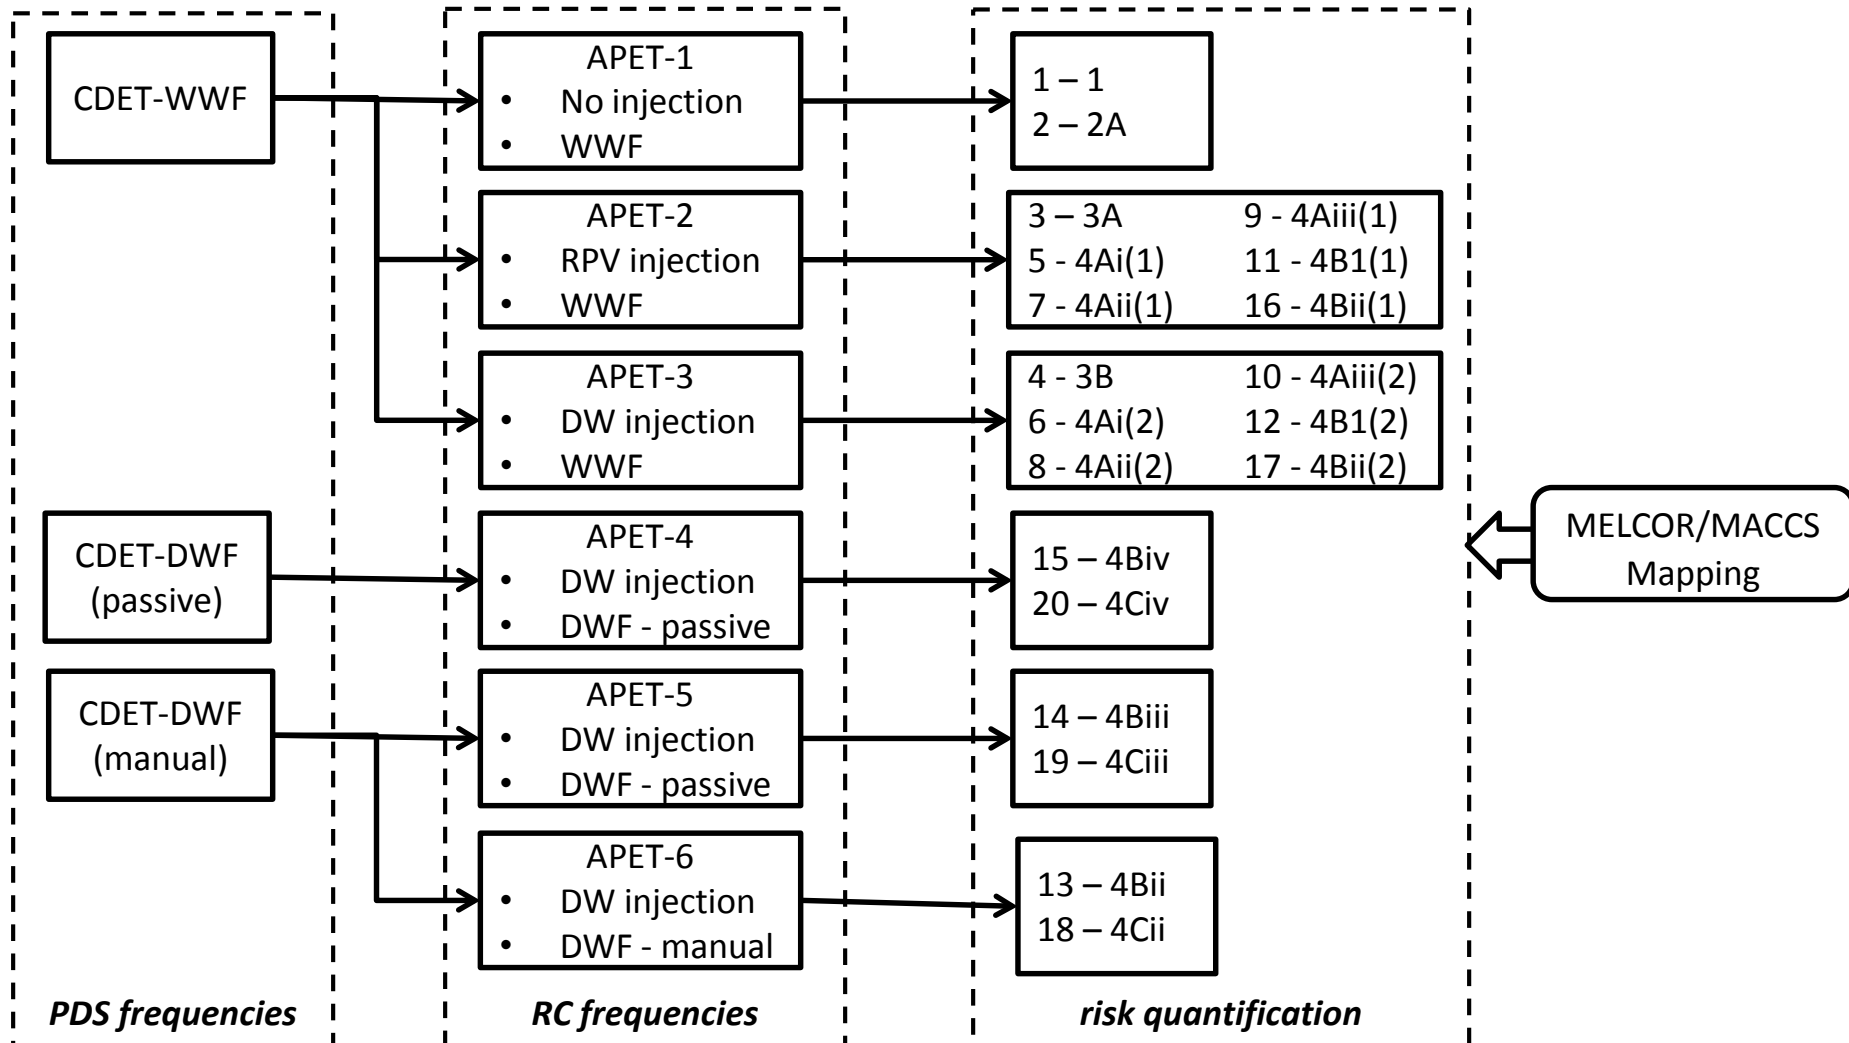 CDET-WWF
APET-1
• No injection
• WWF
1 – 1
2 – 2A
APET-2
• RPV injection
• WWF
3 – 3A 9 - 4Aiii(1)
5 - 4Ai(1) 11 - 4B1(1)
7 - 4Aii(1) 16 - 4Bii(1)
APET-3
• DW injection
• WWF
4 - 3B 10 - 4Aiii(2)
6 - 4Ai(2) 12 - 4B1(2)
8 - 4Aii(2) 17 - 4Bii(2)
CDET-DWF
(passive)
APET-4
• DW injection
• DWF - passive
15 – 4Biv
20 – 4Civ
MELCOR/MACCS
Mapping
CDET-DWF
(manual)
APET-5
• DW injection
• DWF - passive
14 – 4Biii
19 – 4Ciii
APET-6
• DW injection
• DWF - manual
13 – 4Bii
18 – 4Cii
PDS frequencies
RC frequencies
risk quantification